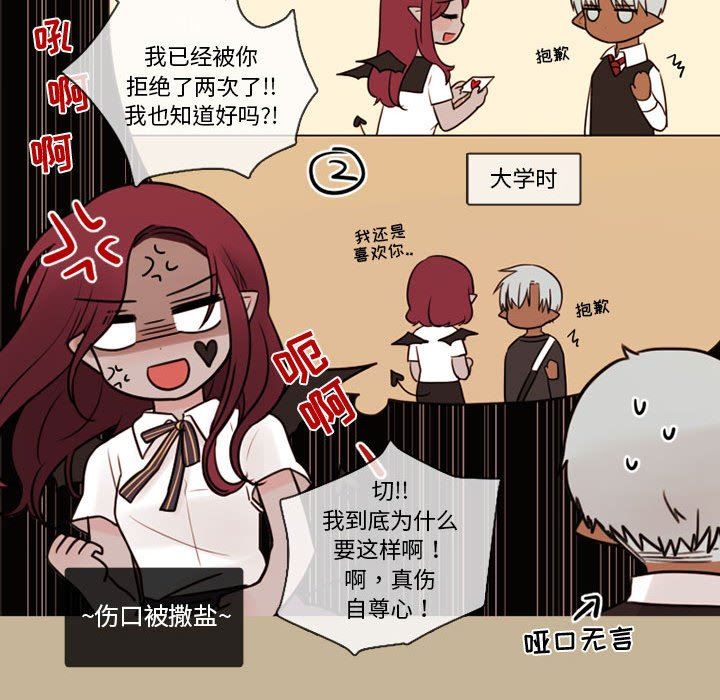 吼
啊
啊
我已经被你
拒绝了两次了!!
我也知道好吗?!
抱歉
②
大学时
我还是
喜欢你..
抱歉
呃
啊
切!!
我到底为什么
要这样啊！
啊，真伤
自尊心！
~伤口被撒盐~
哑口无言